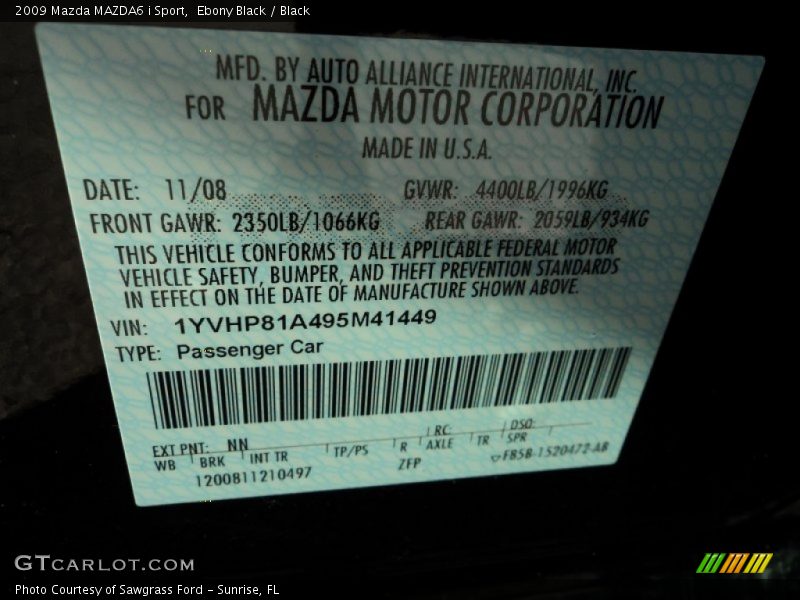 2009 Mazda MAZDA6 i Sport, Ebony Black / Black
MFD. BY AUTO ALLIANCE INTERNATIONAL, INC.
FOR MAZDA MOTOR CORPORATION
MADE IN U.S.A.
DATE: 11/08 GVWR: 4400LB/1996KG
FRONT GAWR: 2350LB/1066KG REAR GAWR: 2059LB/934KG
THIS VEHICLE CONFORMS TO ALL APPLICABLE FEDERAL MOTOR
VEHICLE SAFETY, BUMPER, AND THEFT PREVENTION STANDARDS
IN EFFECT ON THE DATE OF MANUFACTURE SHOWN ABOVE.
VIN: 1YVHP81A495M41449
TYPE: Passenger Car
EXT PNT: NN RC: DSO:
WB BRK INT TR TP/PS R AXLE TR SPR
1200811210497 ZFP F85B-1520472-AB
GTCARLOT.COM
Photo Courtesy of Sawgrass Ford - Sunrise, FL